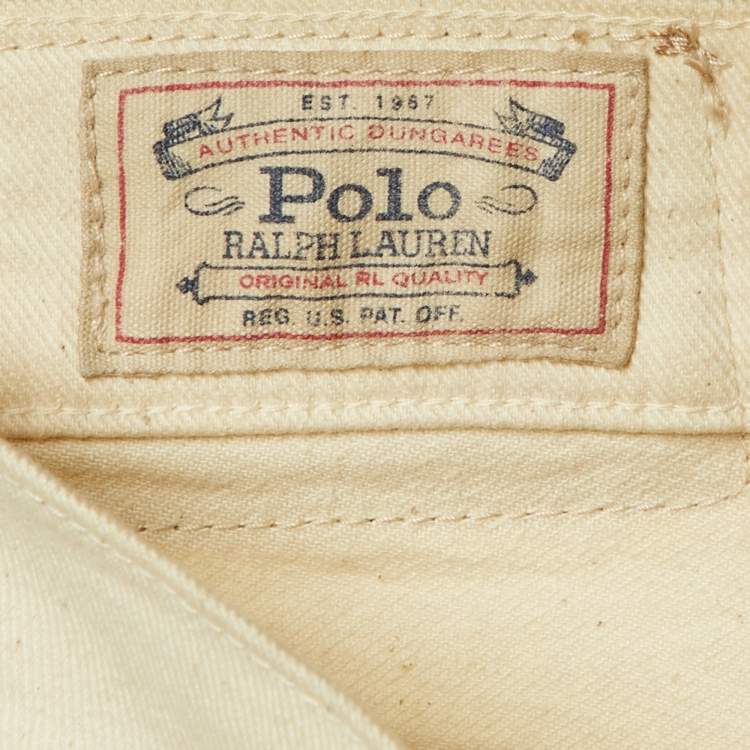 EST. 1967
AUTHENTIC DUNGAREES
Polo
RALPH LAUREN
ORIGINAL RL QUALITY
REG. U.S. PAT. OFF.